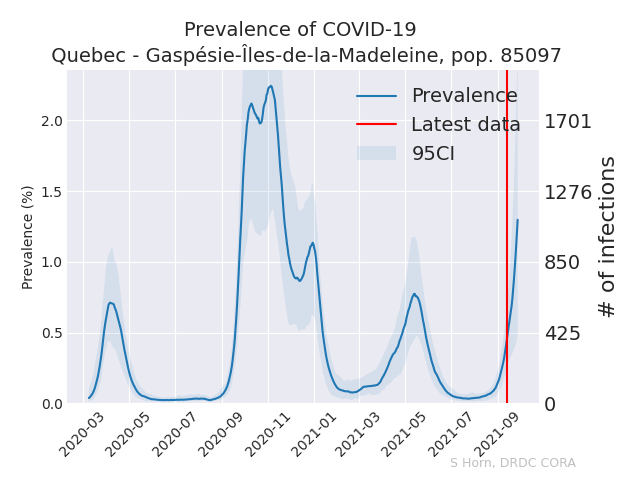 Prevalence of COVID-19
Quebec - Gaspésie-Îles-de-la-Madeleine, pop. 85097
Prevalence
Latest data
95CI
Prevalence (%)
2.0
1.5
1.0
0.5
0.0
1701
1276
850
425
0
# of infections
2020-03
2020-05
2020-07
2020-09
2020-11
2021-01
2021-03
2021-05
2021-07
2021-09
S Horn, DRDC CORA